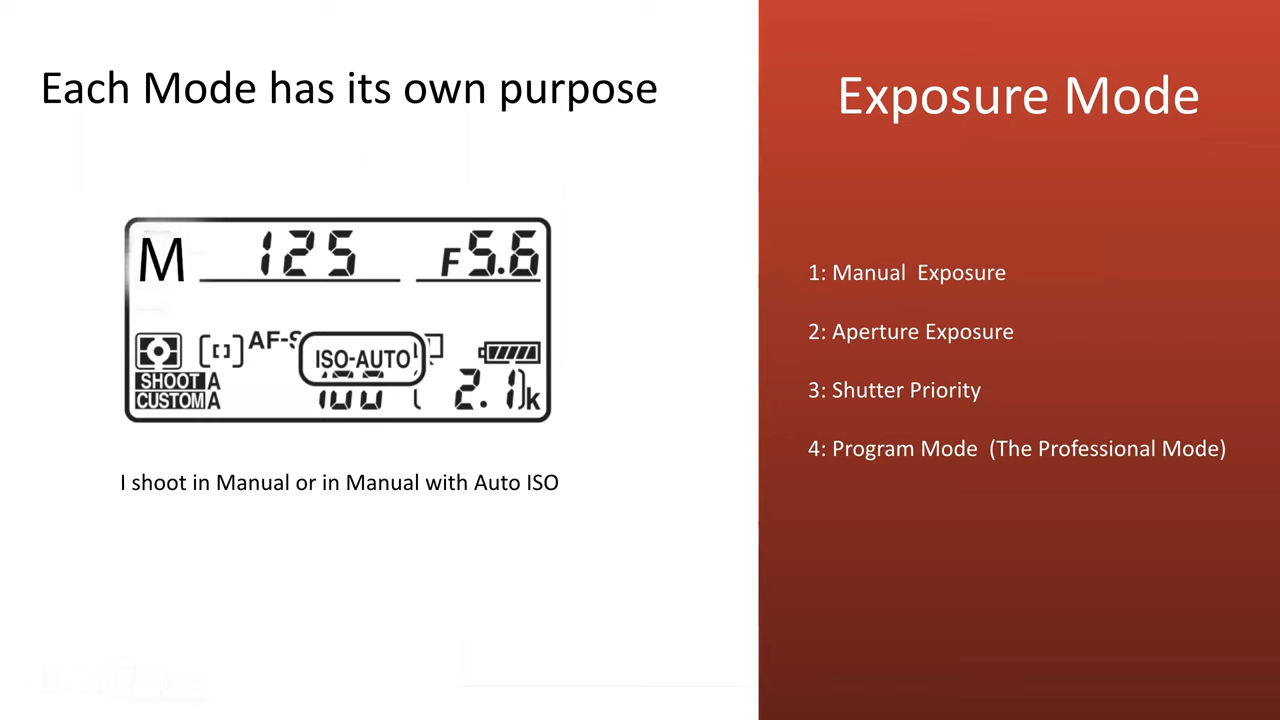 Each Mode has its own purpose
Exposure Mode
M 125 F5.6
AF-S ISO-AUTO
SHOOT A
CUSTOM A 100 2.1k
I shoot in Manual or in Manual with Auto ISO
1: Manual  Exposure
2: Aperture Exposure
3: Shutter Priority
4: Program Mode  (The Professional Mode)